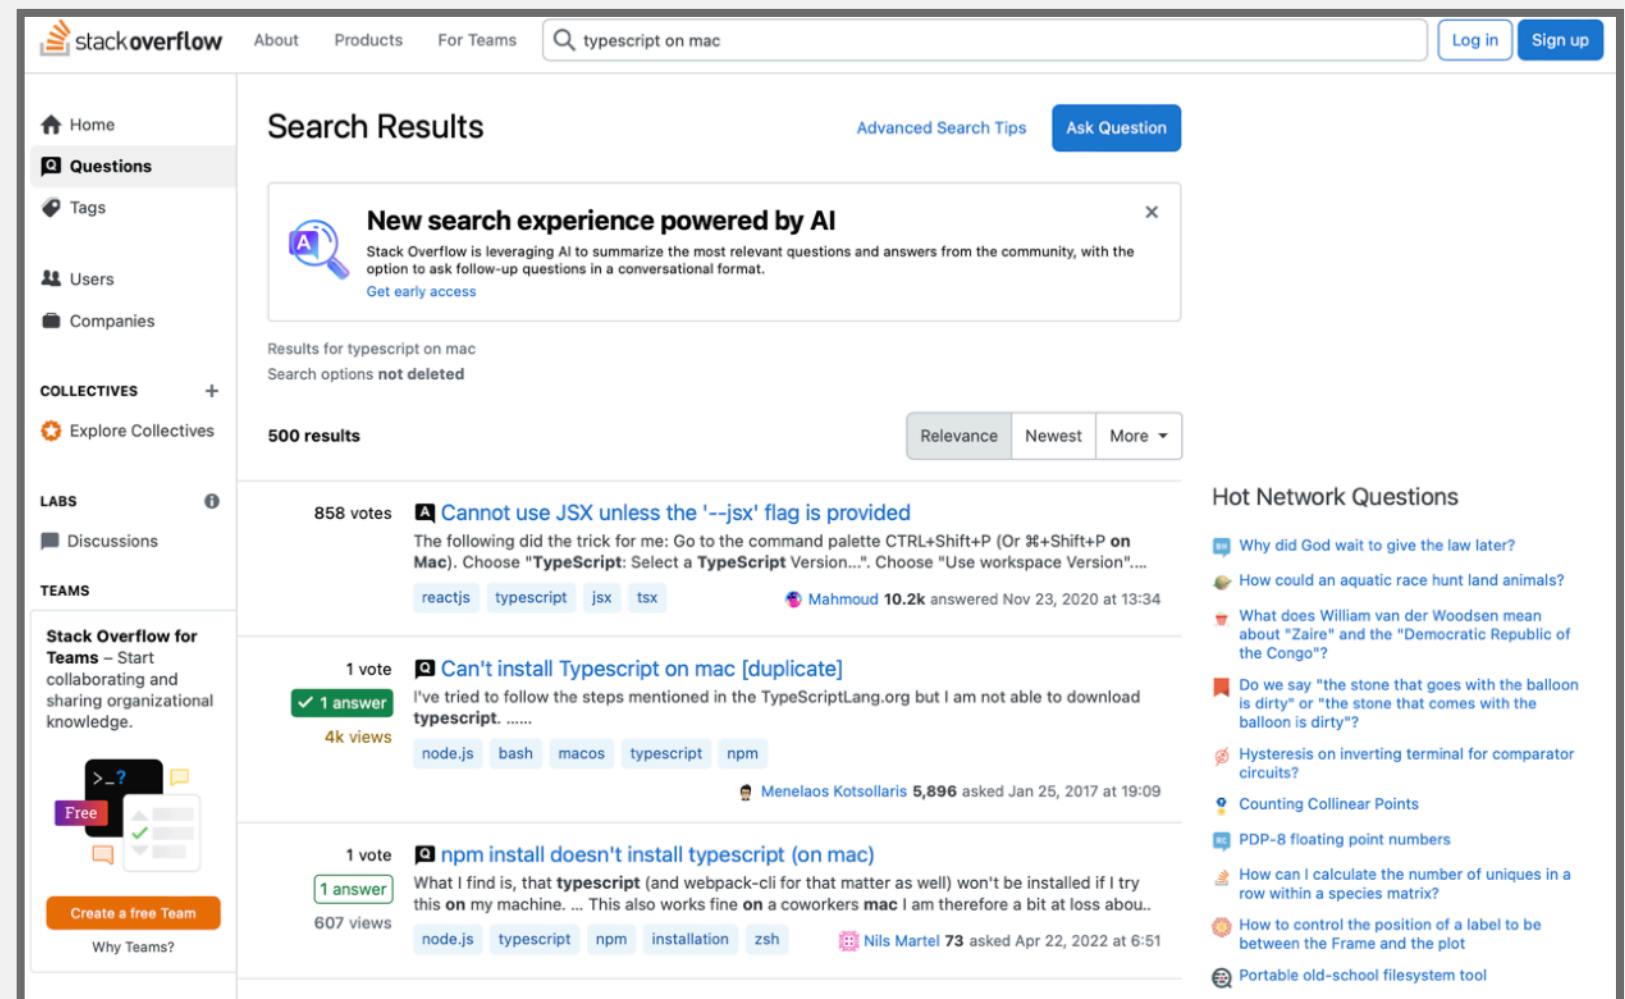 stackoverflow
About
Products
For Teams
typescript on mac
Log in
Sign up
Home
Questions
Tags
Users
Companies
COLLECTIVES
+
Explore Collectives
LABS
Discussions
TEAMS
Stack Overflow for
Teams – Start
collaborating and
sharing organizational
knowledge.
>_?
Free
Create a free Team
Why Teams?
Search Results
Advanced Search Tips
Ask Question
A
New search experience powered by AI
Stack Overflow is leveraging AI to summarize the most relevant questions and answers from the community, with the
option to ask follow-up questions in a conversational format.
Get early access
Results for typescript on mac
Search options not deleted
500 results
Relevance
Newest
More
858 votes
A Cannot use JSX unless the '--jsx' flag is provided
The following did the trick for me: Go to the command palette CTRL+Shift+P (Or ⌘+Shift+P on
Mac). Choose "TypeScript: Select a TypeScript Version...". Choose "Use workspace Version"....
reactjs typescript jsx tsx
Mahmoud 10.2k answered Nov 23, 2020 at 13:34
1 vote
✓ 1 answer
4k views
Q Can't install Typescript on mac [duplicate]
I've tried to follow the steps mentioned in the TypeScriptLang.org but I am not able to download
typescript. ......
node.js bash macos typescript npm
Menelaos Kotsollaris 5,896 asked Jan 25, 2017 at 19:09
1 vote
1 answer
607 views
Q npm install doesn't install typescript (on mac)
What I find is, that typescript (and webpack-cli for that matter as well) won't be installed if I try
this on my machine. ... This also works fine on a coworkers mac I am therefore a bit at loss abou..
node.js typescript npm installation zsh
Nils Martel 73 asked Apr 22, 2022 at 6:51
Hot Network Questions
Why did God wait to give the law later?
How could an aquatic race hunt land animals?
What does William van der Woodsen mean
about "Zaire" and the "Democratic Republic of
the Congo"?
Do we say "the stone that goes with the balloon
is dirty" or "the stone that comes with the
balloon is dirty"?
Hysteresis on inverting terminal for comparator
circuits?
Counting Collinear Points
PDP-8 floating point numbers
How can I calculate the number of uniques in a
row within a species matrix?
How to control the position of a label to be
between the Frame and the plot
Portable old-school filesystem tool